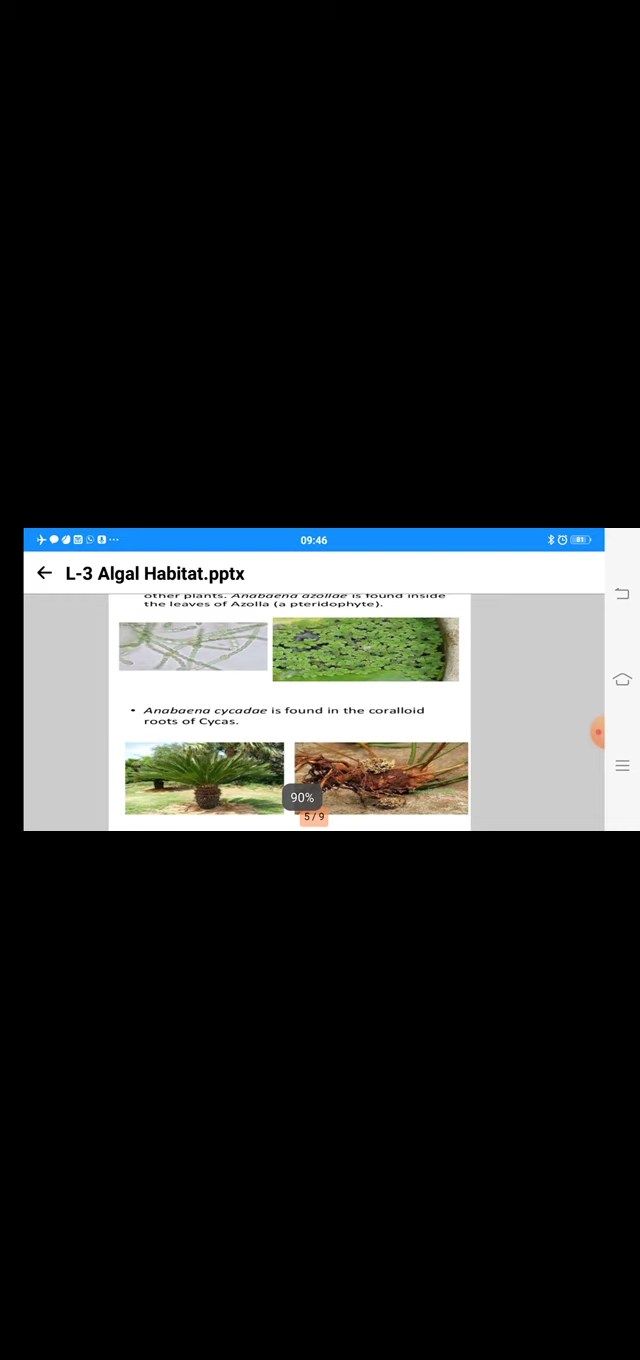 09:46
81
L-3 Algal Habitat.pptx
other plants. Anabaena azollae is found inside
the leaves of Azolla (a pteridophyte).
• Anabaena cycadae is found in the coralloid
roots of Cycas.
90%
5 / 9